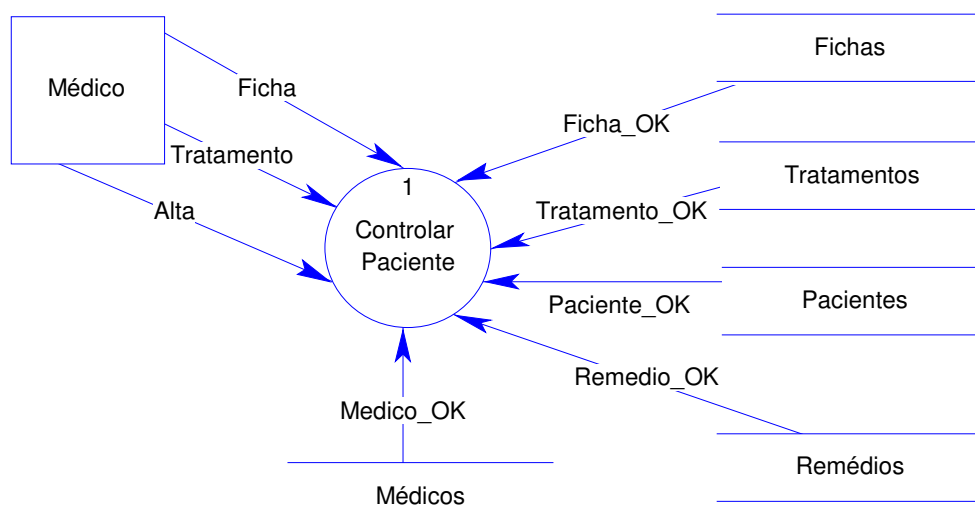 Médico
Ficha
Tratamento
Alta
1
Controlar
Paciente
Fichas
Ficha_OK
Tratamentos
Tratamento_OK
Pacientes
Paciente_OK
Remedio_OK
Remédios
Medico_OK
Médicos